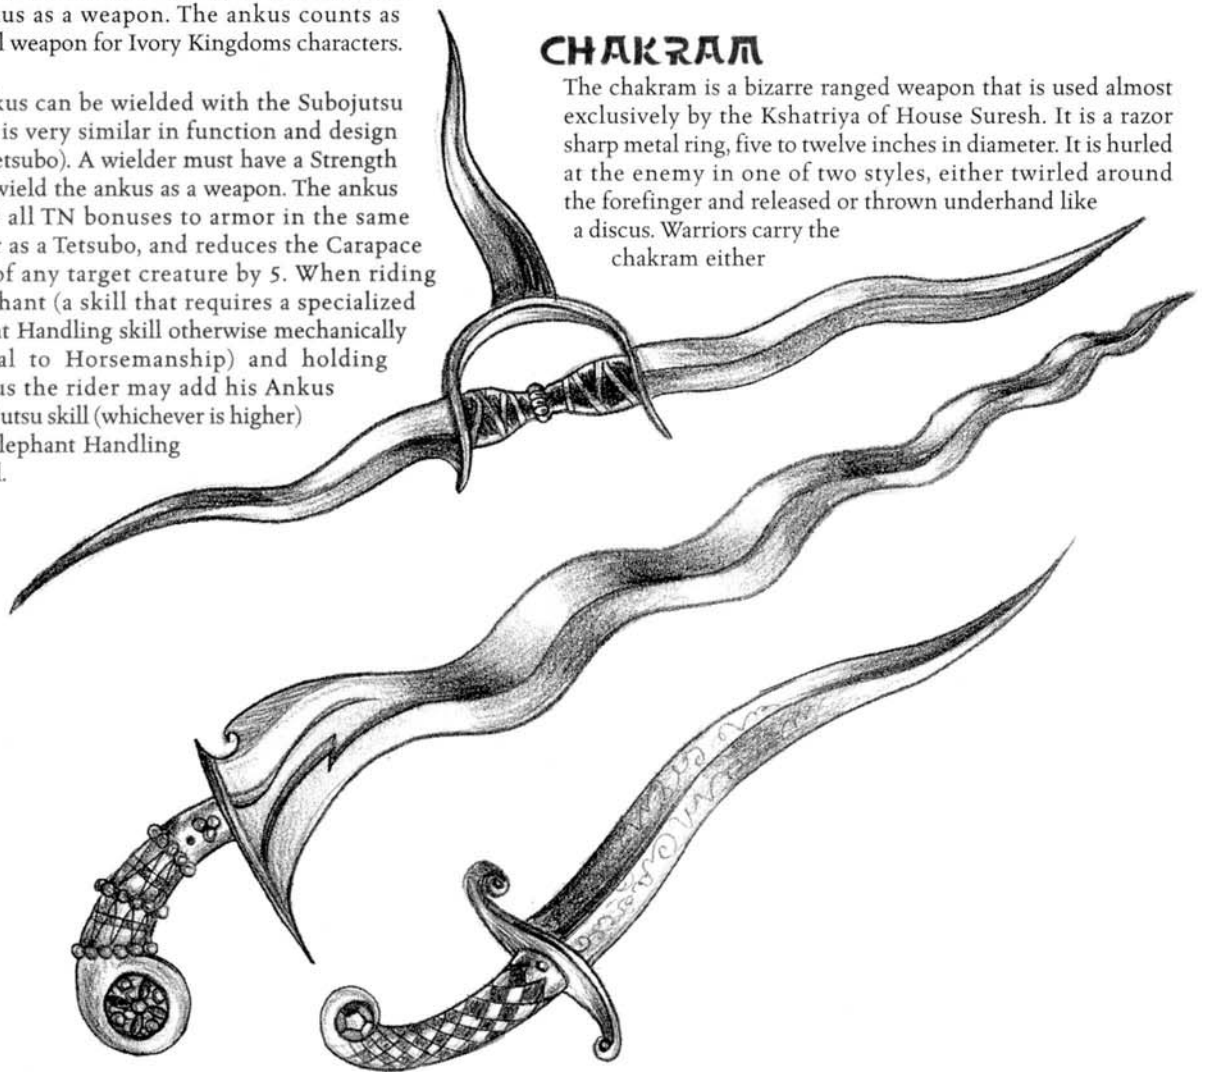 us as a weapon. The ankus counts as
weapon for Ivory Kingdoms characters.
kus can be wielded with the Subojutsu
is very similar in function and design
etsubo). A wielder must have a Strength
wield the ankus as a weapon. The ankus
all TN bonuses to armor in the same
as a Tetsubo, and reduces the Carapace
of any target creature by 5. When riding
hant (a skill that requires a specialized
t Handling skill otherwise mechanically
al to Horsemanship) and holding
us the rider may add his Ankus
utsu skill (whichever is higher)
lephant Handling
l.
CHAKRAM
The chakram is a bizarre ranged weapon that is used almost
exclusively by the Kshatriya of House Suresh. It is a razor
sharp metal ring, five to twelve inches in diameter. It is hurled
at the enemy in one of two styles, either twirled around
the forefinger and released or thrown underhand like
a discus. Warriors carry the
chakram either